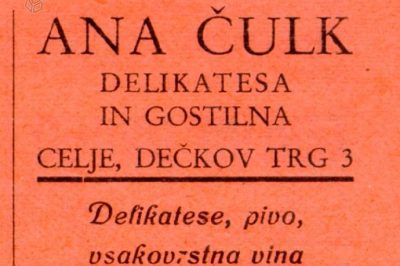 ANA ČULK
DELIKATESA
IN GOSTILNA
CELJE, DEČKOV TRG 3
Delikatese, pivo,
vsakovrstna vina